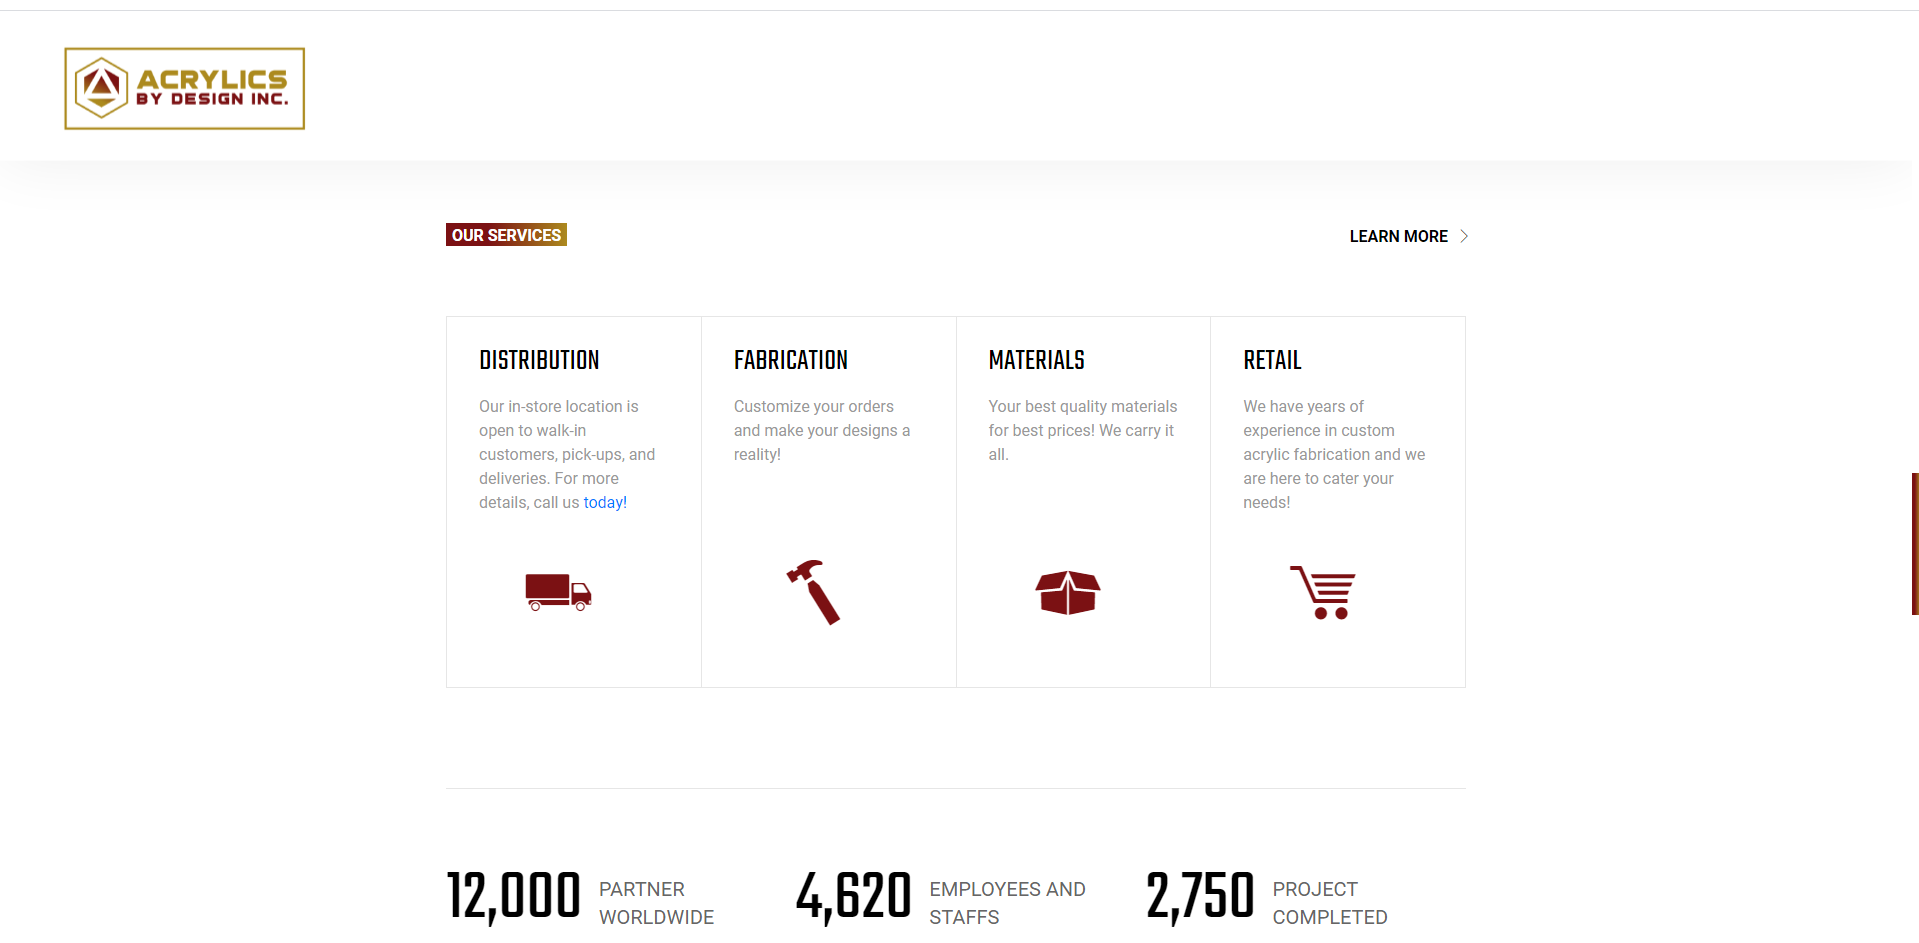 ACRYLICS
BY DESIGN INC.
OUR SERVICES
LEARN MORE
DISTRIBUTION
Our in-store location is
open to walk-in
customers, pick-ups, and
deliveries. For more
details, call us today!
FABRICATION
Customize your orders
and make your designs a
reality!
MATERIALS
Your best quality materials
for best prices! We carry it
all.
RETAIL
We have years of
experience in custom
acrylic fabrication and we
are here to cater your
needs!
12,000
PARTNER
WORLDWIDE
4,620
EMPLOYEES AND
STAFFS
2,750
PROJECT
COMPLETED